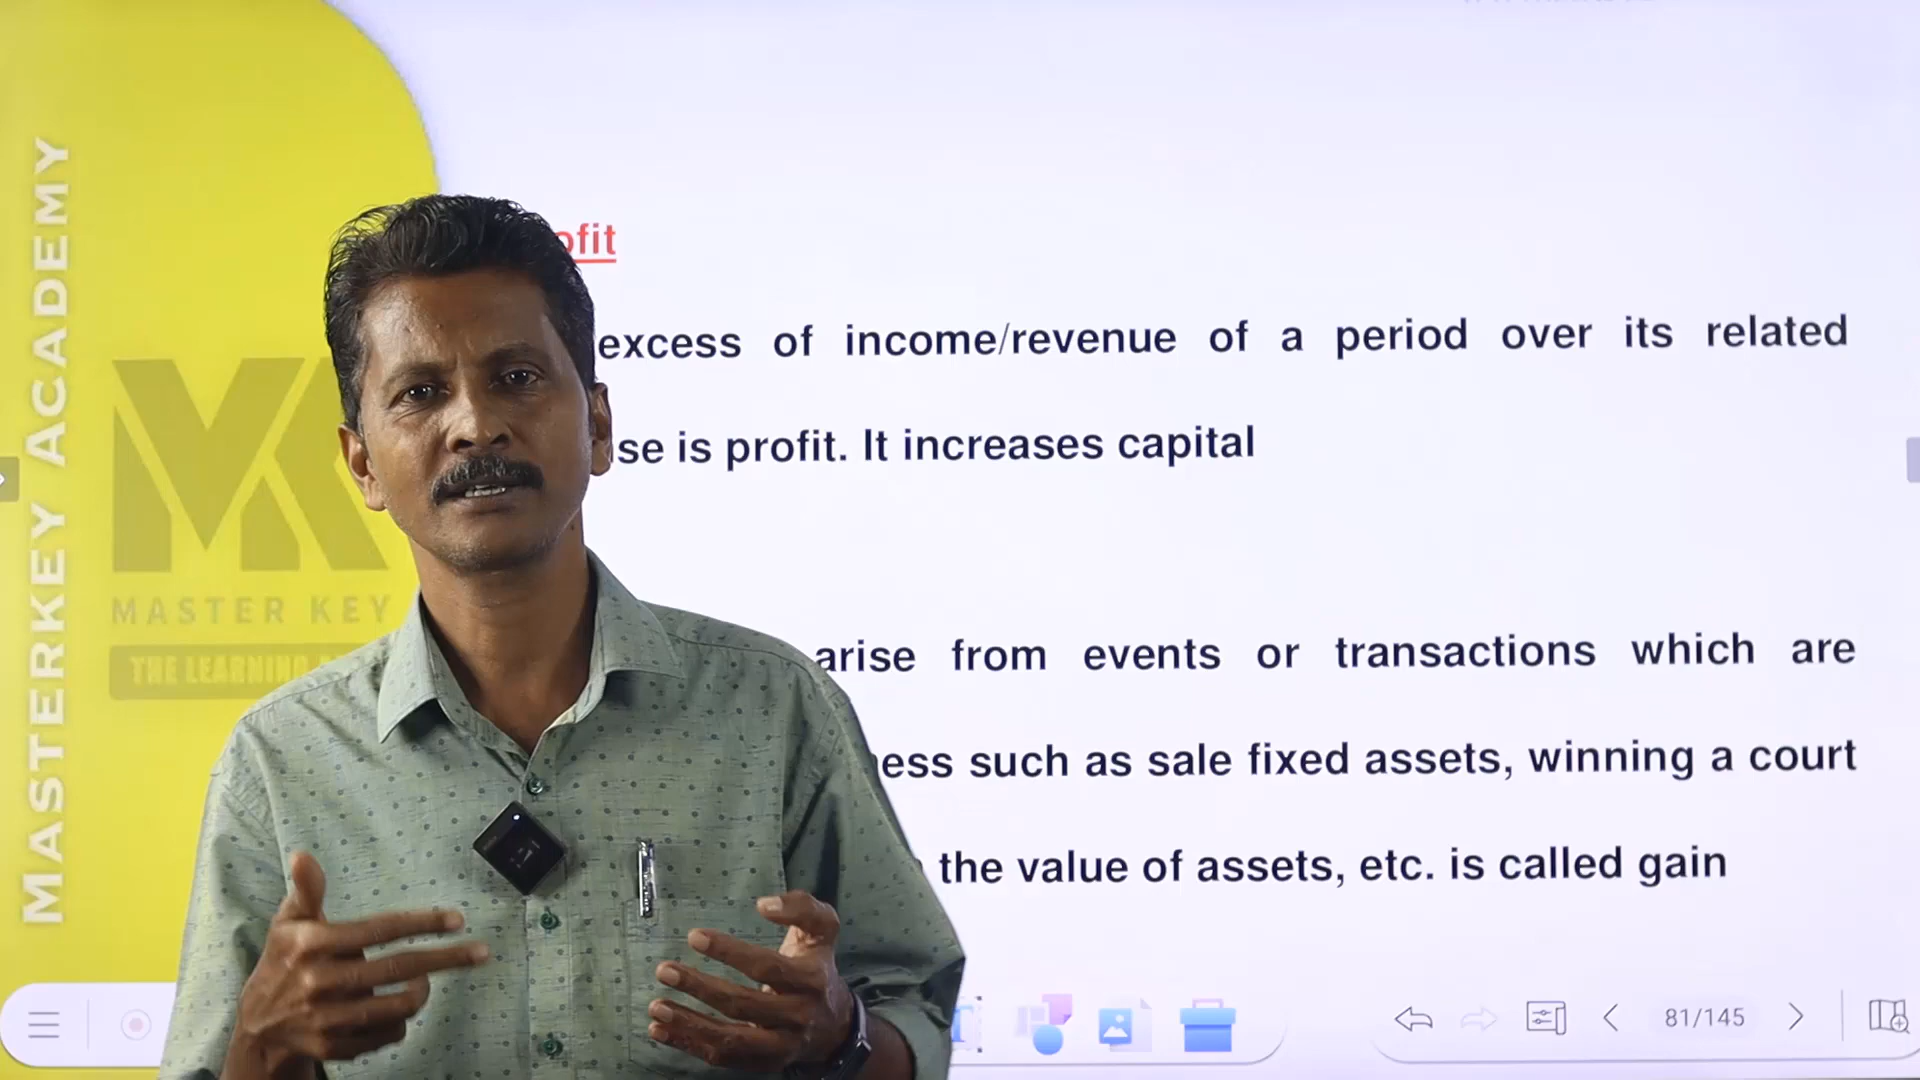 MASTERKEY ACADEMY
MASTER KEY
THE LEARNING
ofit
excess of income/revenue of a period over its related
se is profit. It increases capital
arise from events or transactions which are
ess such as sale fixed assets, winning a court
the value of assets, etc. is called gain
81/145